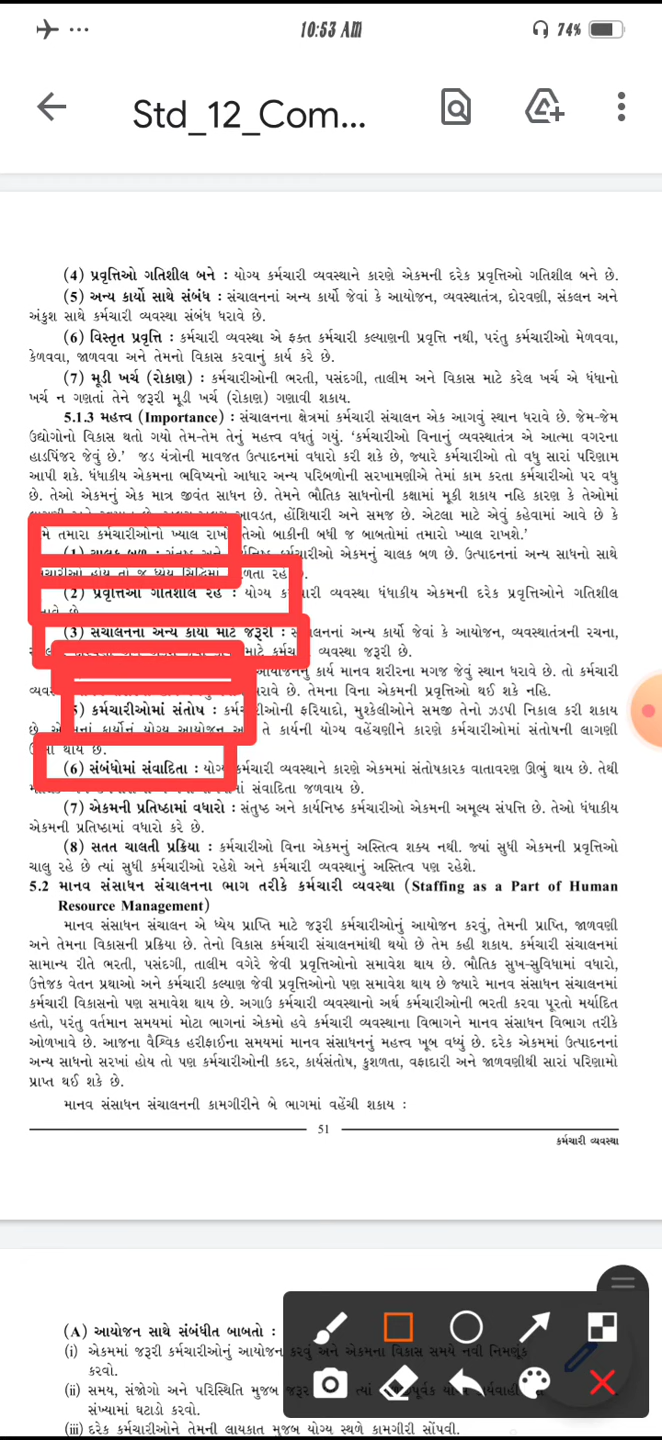 10:53 AM
74%
Std_12_Com...
(4) પ્રવૃત્તિઓ ગતિશીલ બને : યોગ્ય કર્મચારી વ્યવસ્થાને કારણે એકમની દરેક પ્રવૃત્તિઓ ગતિશીલ બને છે.
(5) અન્ય કાર્યો સાથે સંબંધ : સંચાલનનાં અન્ય કાર્યો જેવાં કે આયોજન, વ્યવસ્થાતંત્ર, દોરવણી, સંકલન અને
અંકુશ સાથે કર્મચારી વ્યવસ્થા સંબંધ ધરાવે છે.
(6) વિસ્તૃત પ્રવૃત્તિ : કર્મચારી વ્યવસ્થા એ ફક્ત કર્મચારી કલ્યાણની પ્રવૃત્તિ નથી, પરંતુ કર્મચારીઓ મેળવવા,
કેળવવા, જાળવવા અને તેમનો વિકાસ કરવાનું કાર્ય કરે છે.
(7) મૂડી ખર્ચ (રોકાણ) : કર્મચારીઓની ભરતી, પસંદગી, તાલીમ અને વિકાસ માટે કરેલ ખર્ચ એ ધંધાનો
ખર્ચ ન ગણતાં તેને જરૂરી મૂડી ખર્ચ (રોકાણ) ગણાવી શકાય.
5.1.3 મહત્ત્વ (Importance) : સંચાલનના ક્ષેત્રમાં કર્મચારી સંચાલન એક આગવું સ્થાન ધરાવે છે. જેમ-જેમ
ઉદ્યોગોનો વિકાસ થતો ગયો તેમ-તેમ તેનું મહત્ત્વ વધતું ગયું. ‘કર્મચારીઓ વિનાનું વ્યવસ્થાતંત્ર એ આત્મા વગરના
હાડપિંજર જેવું છે.’ જડ યંત્રોની માવજત ઉત્પાદનમાં વધારો કરી શકે છે, જ્યારે કર્મચારીઓ તો વધુ સારાં પરિણામ
આપી શકે. ધંધાકીય એકમના ભવિષ્યનો આધાર અન્ય પરિબળોની સરખામણીએ તેમાં કામ કરતા કર્મચારીઓ પર વધુ
છે. તેઓ એકમનું એક માત્ર જીવંત સાધન છે. તેમને ભૌતિક સાધનોની કક્ષામાં મૂકી શકાય નહિ કારણ કે તેઓમાં
આવડત, હોંશિયારી અને સમજ છે. એટલા માટે એવું કહેવામાં આવે છે કે
તમારા કર્મચારીઓનો ખ્યાલ રાખો તેઓ બાકીની બધી જ બાબતોમાં તમારો ખ્યાલ રાખશે.’
(1) ચાલક બળ : કર્મચારીઓ એકમનું ચાલક બળ છે. ઉત્પાદનનાં અન્ય સાધનો સાથે
હોય તો જ ધ્યેય સિદ્ધિમાં રહે છે.
(2) પ્રવૃત્તિઓ ગતિશીલ રહે : યોગ્ય વ્યવસ્થા ધંધાકીય એકમની દરેક પ્રવૃત્તિઓને ગતિશીલ
છે.
(3) સંચાલનના અન્ય કાર્યો માટે જરૂરી : અન્ય કાર્યો જેવાં કે આયોજન, વ્યવસ્થાતંત્રની રચના,
માટે વ્યવસ્થા જરૂરી છે.
કાર્ય માનવ શરીરના મગજ જેવું સ્થાન ધરાવે છે. તો કર્મચારી
ધરાવે છે. તેમના વિના એકમની પ્રવૃત્તિઓ થઈ શકે નહિ.
(5) કર્મચારીઓમાં સંતોષ : કર્મચારીઓની ફરિયાદો, મુશ્કેલીઓને સમજી તેનો ઝડપી નિકાલ કરી શકાય
છે. કાર્યોનું યોગ્ય આયોજન તે કાર્યની યોગ્ય વહેંચણીને કારણે કર્મચારીઓમાં સંતોષની લાગણી
થાય છે.
(6) સંબંધોમાં સંવાદિતા : યોગ્ય કર્મચારી વ્યવસ્થાને કારણે એકમમાં સંતોષકારક વાતાવરણ ઊભું થાય છે. તેથી
સંવાદિતા જળવાય છે.
(7) એકમની પ્રતિષ્ઠામાં વધારો : સંતુષ્ટ અને કાર્યનિષ્ઠ કર્મચારીઓ એકમની અમૂલ્ય સંપત્તિ છે. તેઓ ધંધાકીય
એકમની પ્રતિષ્ઠામાં વધારો કરે છે.
(8) સતત ચાલતી પ્રક્રિયા : કર્મચારીઓ વિના એકમનું અસ્તિત્વ શક્ય નથી. જ્યાં સુધી એકમની પ્રવૃત્તિઓ
ચાલુ રહે છે ત્યાં સુધી કર્મચારીઓ રહેશે અને કર્મચારી વ્યવસ્થાનું અસ્તિત્વ પણ રહેશે.
5.2 માનવ સંસાધન સંચાલનના ભાગ તરીકે કર્મચારી વ્યવસ્થા (Staffing as a Part of Human
Resource Management)
માનવ સંસાધન સંચાલન એ ધ્યેય પ્રાપ્તિ માટે જરૂરી કર્મચારીઓનું આયોજન કરવું, તેમની પ્રાપ્તિ, જાળવણી
અને તેમના વિકાસની પ્રક્રિયા છે. તેનો વિકાસ કર્મચારી સંચાલનમાંથી થયો છે તેમ કહી શકાય. કર્મચારી સંચાલનમાં
સામાન્ય રીતે ભરતી, પસંદગી, તાલીમ વગેરે જેવી પ્રવૃત્તિઓનો સમાવેશ થાય છે. ભૌતિક સુખ-સુવિધામાં વધારો,
ઉત્તેજક વેતન પ્રથાઓ અને કર્મચારી કલ્યાણ જેવી પ્રવૃત્તિઓનો પણ સમાવેશ થાય છે જ્યારે માનવ સંસાધન સંચાલનમાં
કર્મચારી વિકાસનો પણ સમાવેશ થાય છે. અગાઉ કર્મચારી વ્યવસ્થાનો અર્થ કર્મચારીઓની ભરતી કરવા પૂરતો મર્યાદિત
હતો, પરંતુ વર્તમાન સમયમાં મોટા ભાગનાં એકમો હવે કર્મચારી વ્યવસ્થાના વિભાગને માનવ સંસાધન વિભાગ તરીકે
ઓળખાવે છે. આજના વૈશ્વિક હરીફાઈના સમયમાં માનવ સંસાધનનું મહત્ત્વ ખૂબ વધ્યું છે. દરેક એકમમાં ઉત્પાદનનાં
અન્ય સાધનો સરખાં હોય તો પણ કર્મચારીઓની કદર, કાર્યસંતોષ, કુશળતા, વફાદારી અને જાળવણીથી સારાં પરિણામો
પ્રાપ્ત થઈ શકે છે.
માનવ સંસાધન સંચાલનની કામગીરીને બે ભાગમાં વહેંચી શકાય :
51
કર્મચારી વ્યવસ્થા
(A) આયોજન સાથે સંબંધીત બાબતો :
(i) એકમમાં જરૂરી કર્મચારીઓનું આયોજન કરવું અને એકમના વિકાસ સમયે નવી નિમણૂંક
કરવો.
(ii) સમય, સંજોગો અને પરિસ્થિતિ મુજબ
સંખ્યામાં ઘટાડો કરવો.
(iii) દરેક કર્મચારીઓને તેમની લાયકાત મુજબ યોગ્ય સ્થળે કામગીરી સોંપવી.